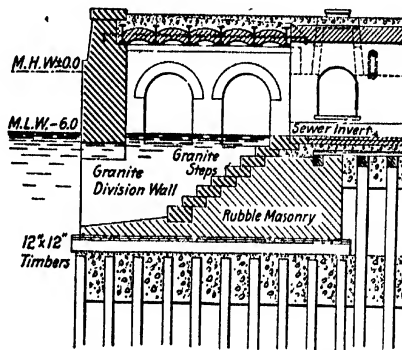 M.H.W±0.0
M.L.W.-6.0
Sewer Invert
Granite
Steps
Granite
Division Wall
Rubble Masonry
12"x12"
Timbers